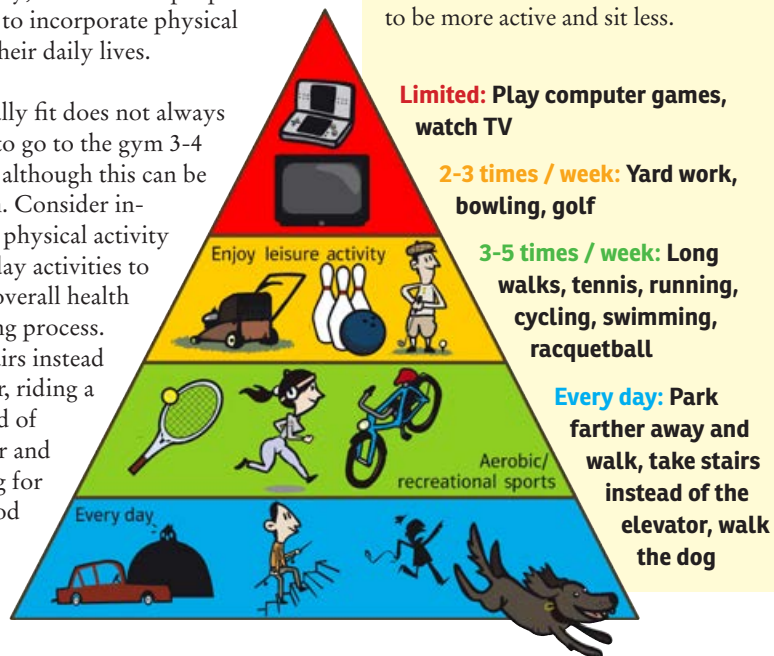 to incorporate physical
heir daily lives.
lly fit does not always
to go to the gym 3-4
although this can be
. Consider in-
physical activity
lay activities to
overall health
ng process.
irs instead
r, riding a
d of
r and
g for
od
to be more active and sit less.
Limited: Play computer games,
watch TV
2-3 times / week: Yard work,
bowling, golf
3-5 times / week: Long
walks, tennis, running,
cycling, swimming,
racquetball
Every day: Park
farther away and
walk, take stairs
instead of the
elevator, walk
the dog
Enjoy leisure activity
Aerobic/
recreational sports
Every day